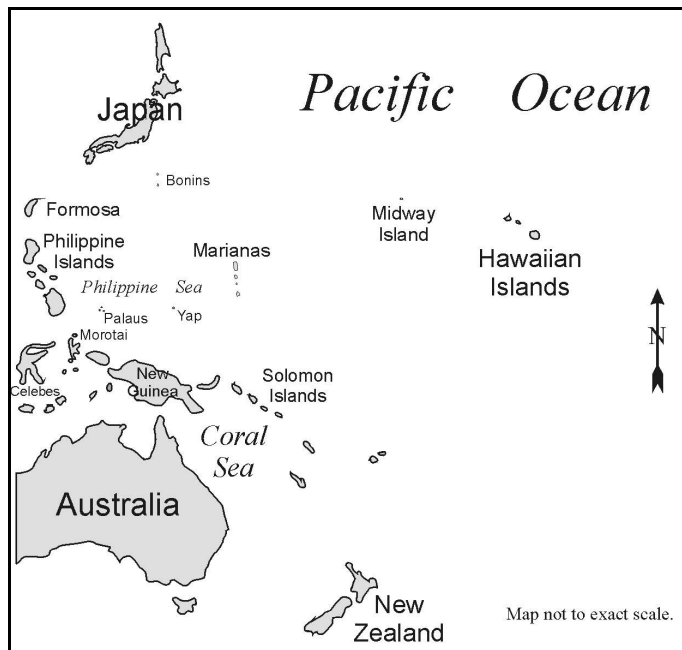 Pacific Ocean
Japan
Bonins
Formosa
Midway
Island
Philippine
Islands
Marianas
Hawaiian
Islands
Philippine Sea
Palaus
Yap
Morotai
N
Celebes
New
Guinea
Solomon
Islands
Coral
Sea
Australia
New
Zealand
Map not to exact scale.